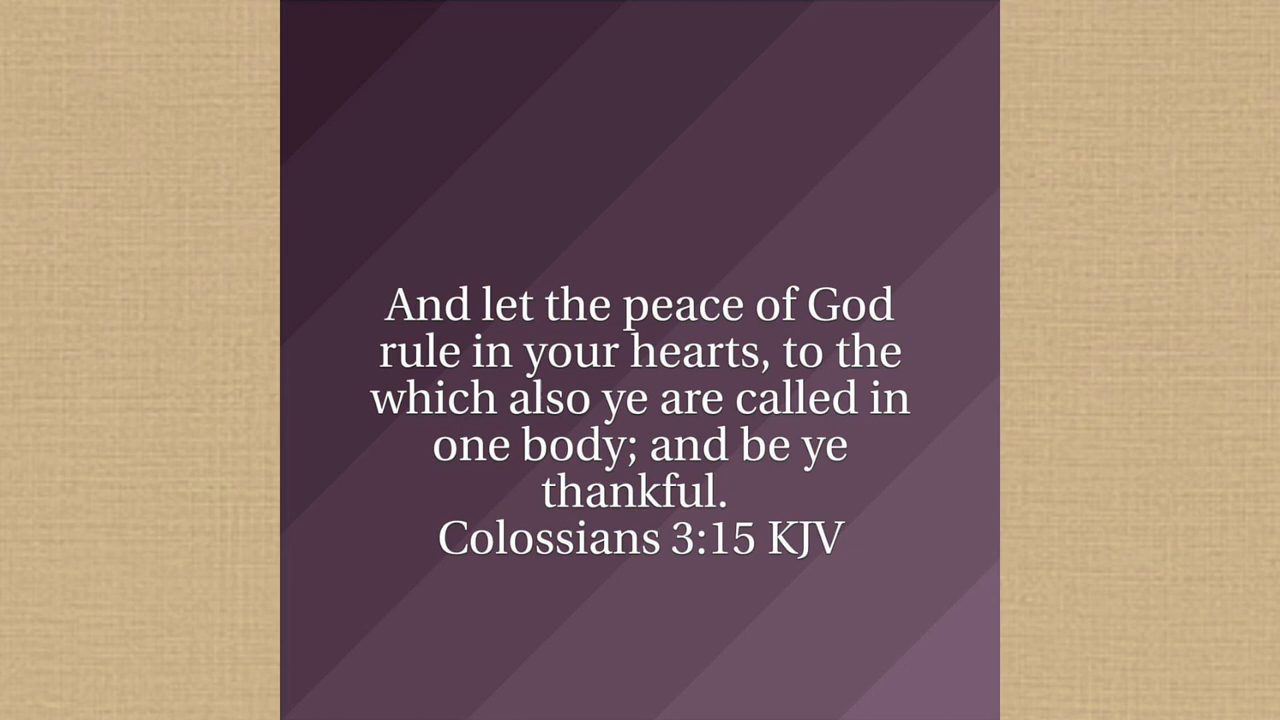 And let the peace of God
rule in your hearts, to the
which also ye are called in
one body; and be ye
thankful.
Colossians 3:15 KJV